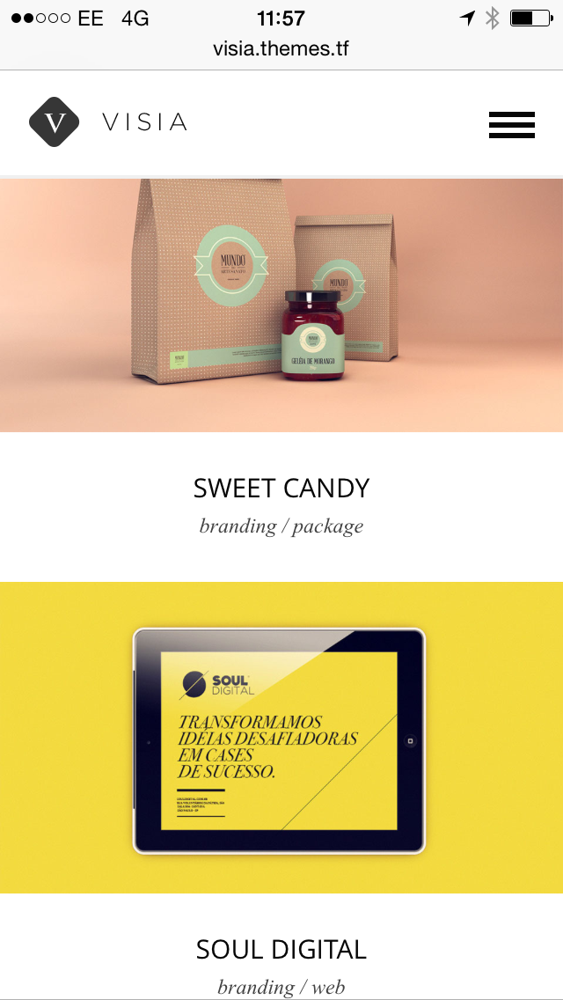 EE 4G 11:57
visia.themes.tf
V VISIA
MUNDO
ARTESANATO
MUNDO
GELÉIA DE MORANGO
SWEET CANDY
branding / package
SOUL
DIGITAL
TRANSFORMAMOS
IDÉIAS DESAFIADORAS
EM CASES
DE SUCESSO.
SOUL DIGITAL
branding / web